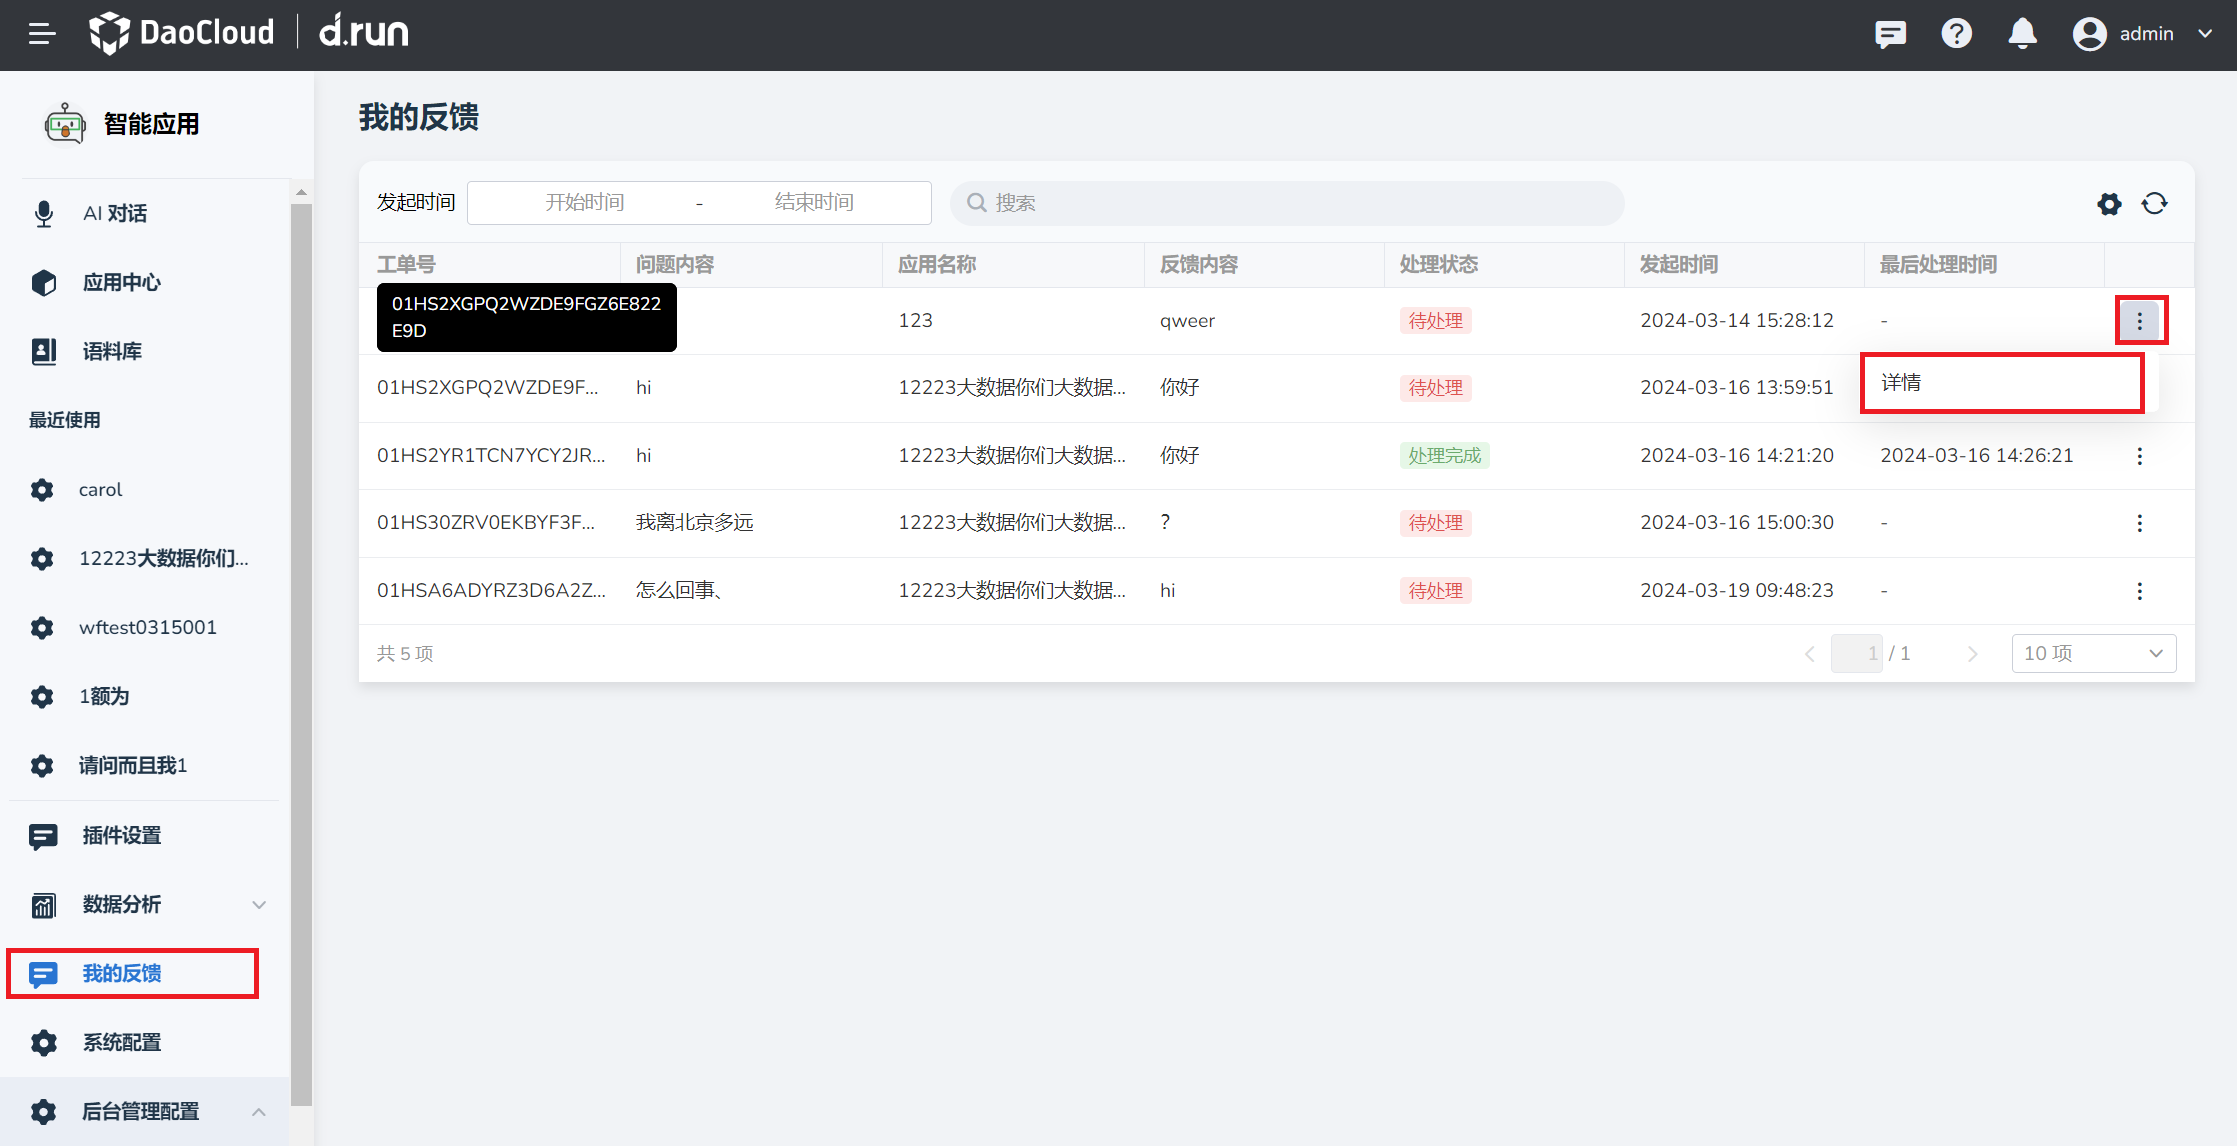 DaoCloud | d.run
admin
智能应用
AI 对话
应用中心
语料库
最近使用
carol
12223大数据你们...
wftest0315001
1额为
请问而且我1
插件设置
数据分析
我的反馈
系统配置
后台管理配置
我的反馈
发起时间 开始时间 - 结束时间 搜索
工单号 问题内容 应用名称 反馈内容 处理状态 发起时间 最后处理时间
01HS2XGPQ2WZDE9FGZ6E822
E9D
123 qweer 待处理 2024-03-14 15:28:12 -
01HS2XGPQ2WZDE9F... hi 12223大数据你们大数据... 你好 待处理 2024-03-16 13:59:51
详情
01HS2YR1TCN7YCY2JR... hi 12223大数据你们大数据... 你好 处理完成 2024-03-16 14:21:20 2024-03-16 14:26:21
01HS30ZRV0EKBYF3F... 我离北京多远 12223大数据你们大数据... ? 待处理 2024-03-16 15:00:30 -
01HSA6ADYRZ3D6A2Z... 怎么回事、 12223大数据你们大数据... hi 待处理 2024-03-19 09:48:23 -
共 5 项 1 / 1 10 项